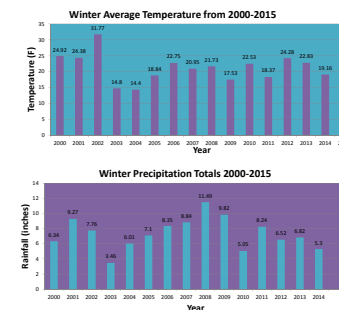 Winter Average Temperature from 2000-2015
Temperature (F)
35
30
25
20
15
10
5
0
24.92 24.38 31.77 14.8 14.4 18.84 22.75 20.95 21.73 17.53 22.53 18.37 24.28 22.83 19.16
2000 2001 2002 2003 2004 2005 2006 2007 2008 2009 2010 2011 2012 2013 2014
Year
Winter Precipitation Totals 2000-2015
Rainfall (inches)
14
12
10
8
6
4
2
0
6.34 9.27 7.76 3.46 6.01 7.1 8.35 8.84 11.49 9.82 5.05 8.24 6.52 6.82 5.3
2000 2001 2002 2003 2004 2005 2006 2007 2008 2009 2010 2011 2012 2013 2014
Year